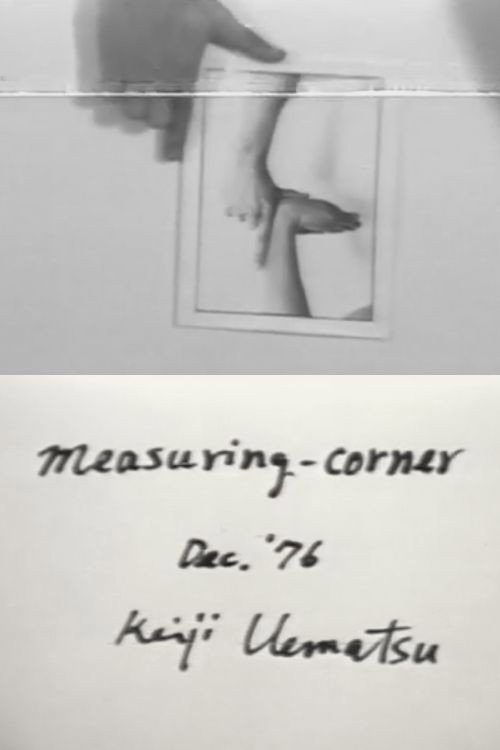 measuring-corner
Dec. '76
Keiji Uematsu